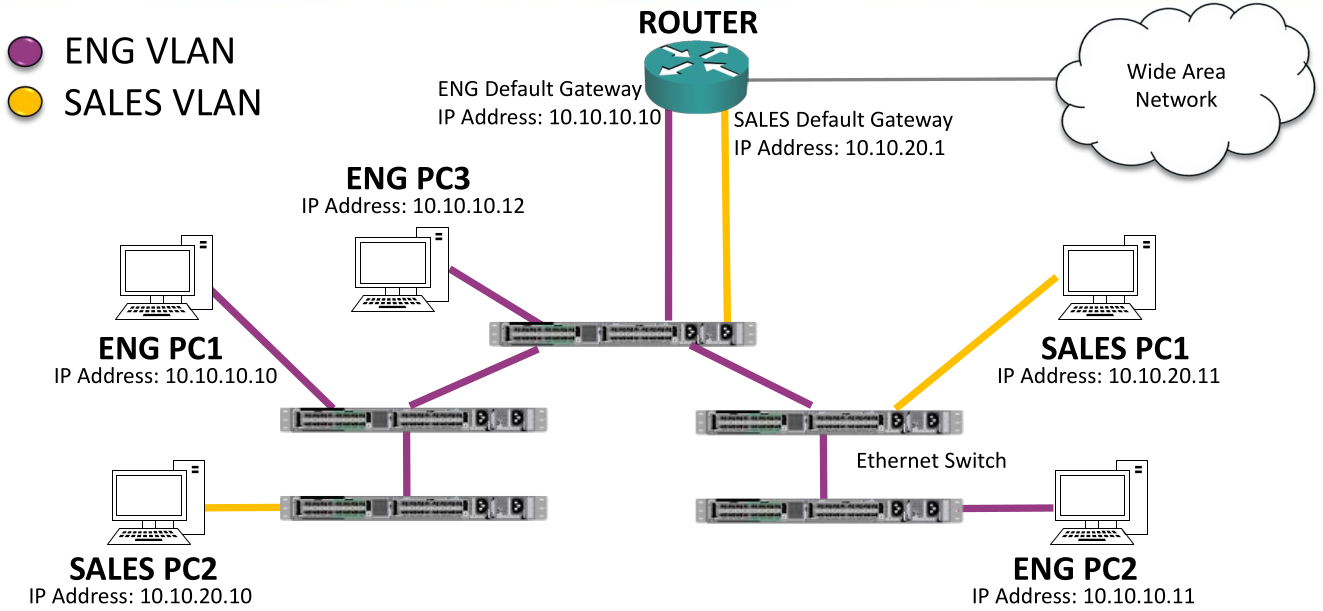 ROUTER
ENG VLAN
SALES VLAN
ENG Default Gateway
IP Address: 10.10.10.10
SALES Default Gateway
IP Address: 10.10.20.1
Wide Area
Network
ENG PC3
IP Address: 10.10.10.12
ENG PC1
IP Address: 10.10.10.10
SALES PC1
IP Address: 10.10.20.11
Ethernet Switch
SALES PC2
IP Address: 10.10.20.10
ENG PC2
IP Address: 10.10.10.11